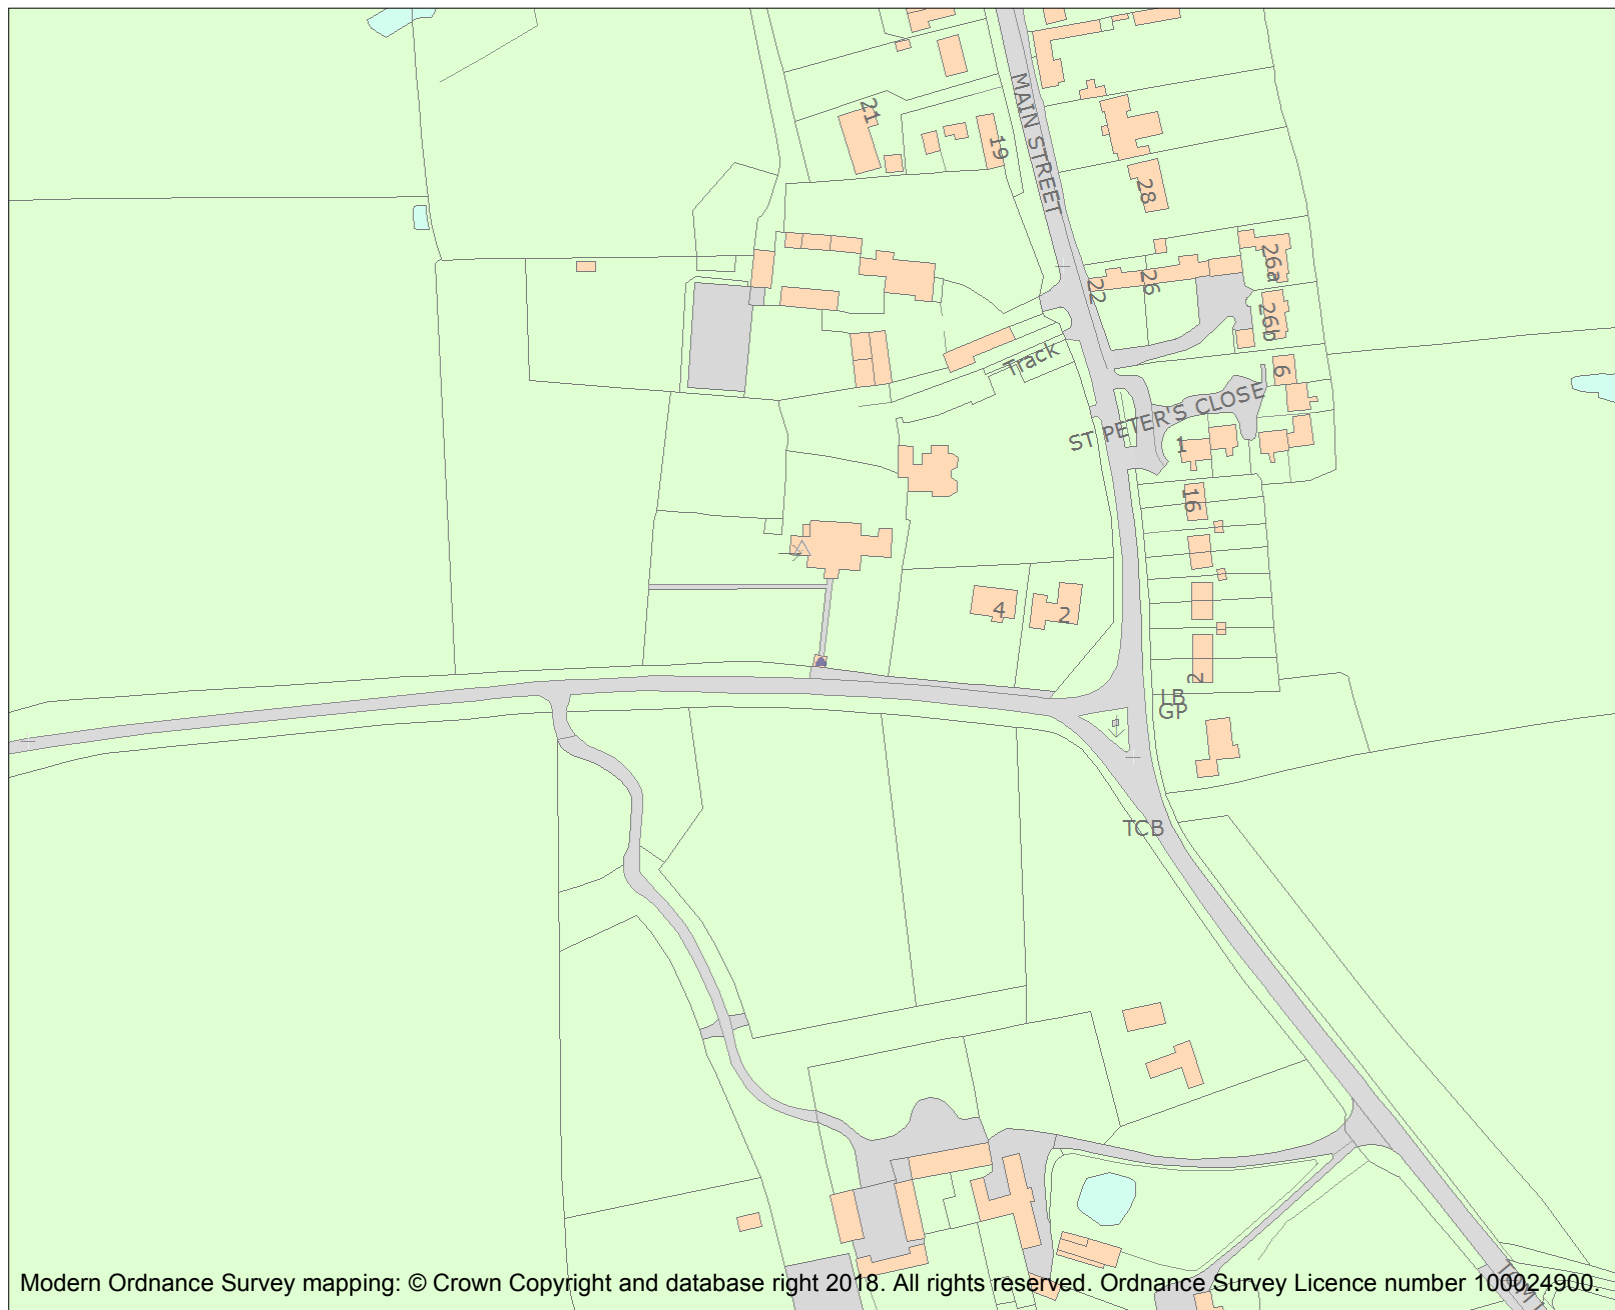 21
19
MAIN STREET
28
26a
22
26
26b
Track
6
ST PETER'S CLOSE
1
16
4
2
2
LB
GP
TCB
Modern Ordnance Survey mapping: © Crown Copyright and database right 2018. All rights reserved. Ordnance Survey Licence number 100024900.